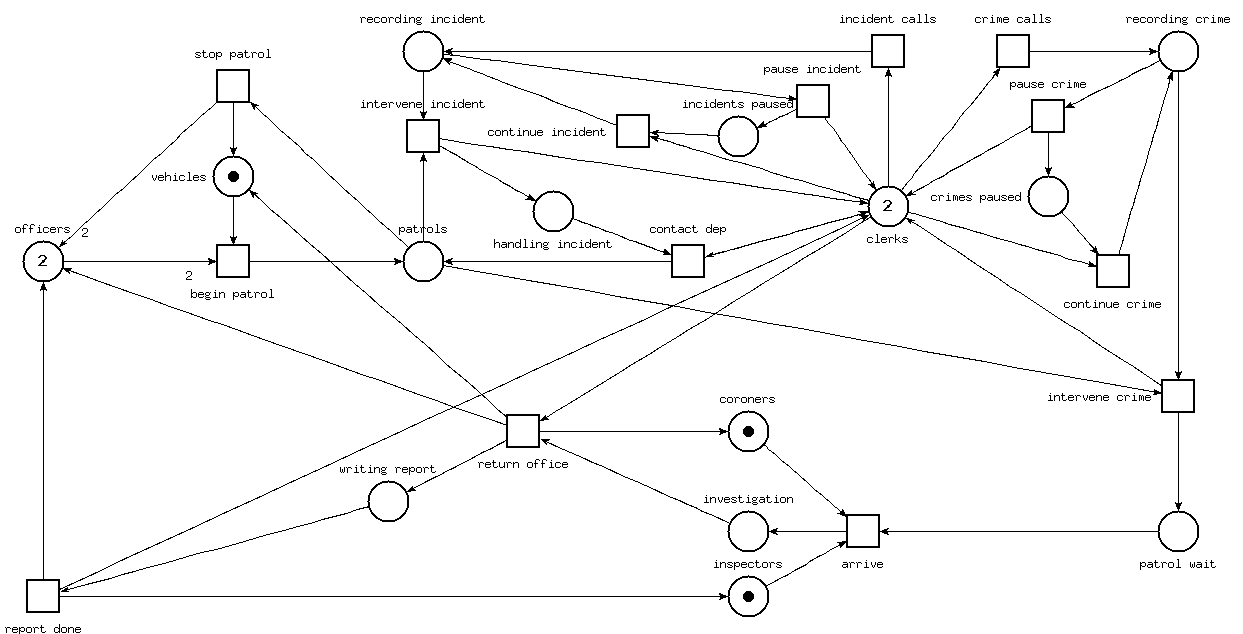 recording incident
incident calls
crime calls
recording crime
stop patrol
pause incident
pause crime
intervene incident
incidents paused
continue incident
vehicles
crimes paused
2
officers
2
patrols
contact dep
clerks
handling incident
2
2
begin patrol
continue crime
intervene crime
coroners
return office
writing report
investigation
inspectors
arrive
patrol wait
report done